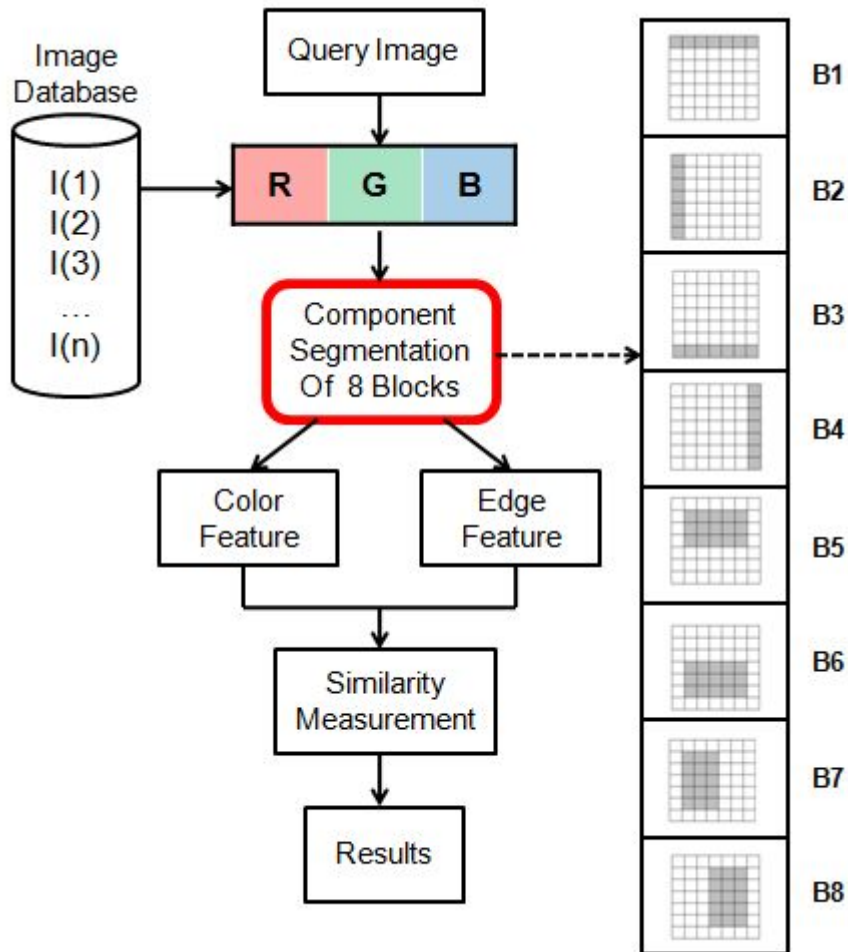 Query Image
Image
Database
I(1)
I(2)
I(3)
...
I(n)
R G B
Component
Segmentation
Of 8 Blocks
Color
Feature
Edge
Feature
Similarity
Measurement
Results
B1
B2
B3
B4
B5
B6
B7
B8